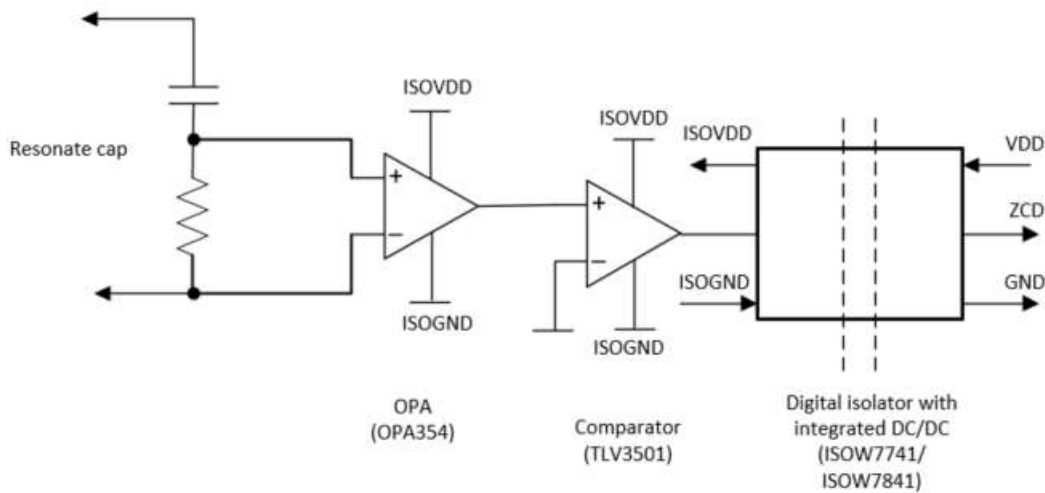 ISOVDD
ISOVDD
ISOVDD
VDD
Resonate cap
+
−
+
−
ZCD
ISOGND
GND
ISOGND
ISOGND
OPA
(OPA354)
Comparator
(TLV3501)
Digital isolator with
integrated DC/DC
(ISOW7741/
ISOW7841)